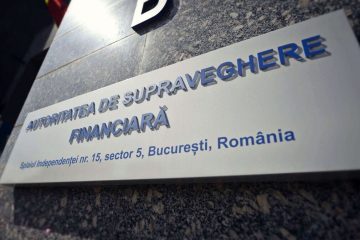 AUTORITATEA DE SUPRAVEGHERE
FINANCIARĂ
Splaiul Independenței nr. 15, sector 5, București, România